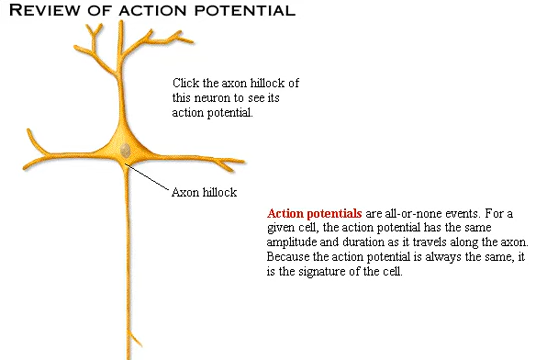 REVIEW OF ACTION POTENTIAL
Click the axon hillock of
this neuron to see its
action potential.
Axon hillock
Action potentials are all-or-none events. For a
given cell, the action potential has the same
amplitude and duration as it travels along the axon.
Because the action potential is always the same, it
is the signature of the cell.